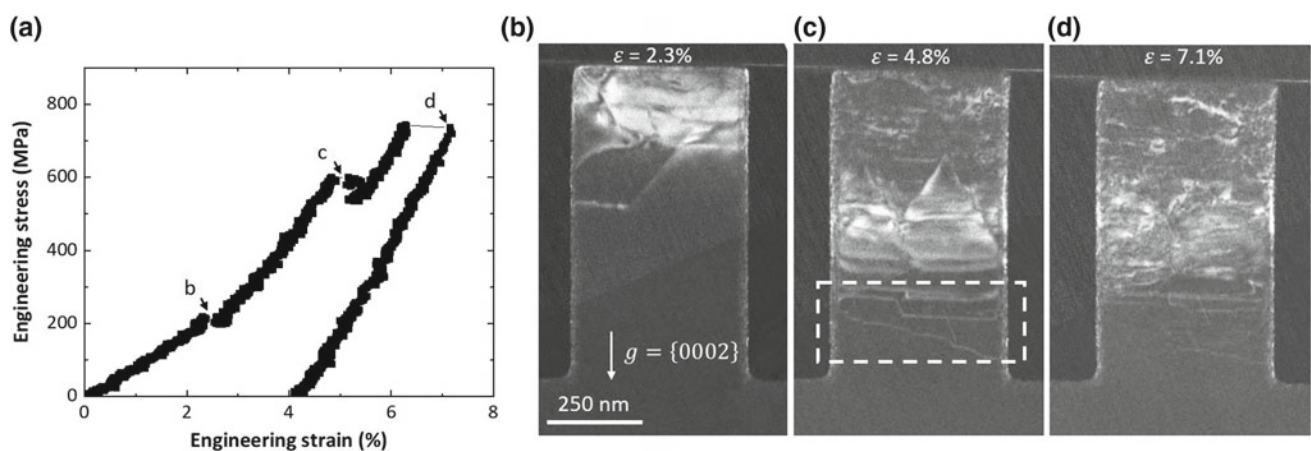 (a)
Engineering stress (MPa)
800
600
400
200
0
b
c
d
0 2 4 6 8
Engineering strain (%)
(b)
ε = 2.3%
g = {0002}
250 nm
(c)
ε = 4.8%
(d)
ε = 7.1%